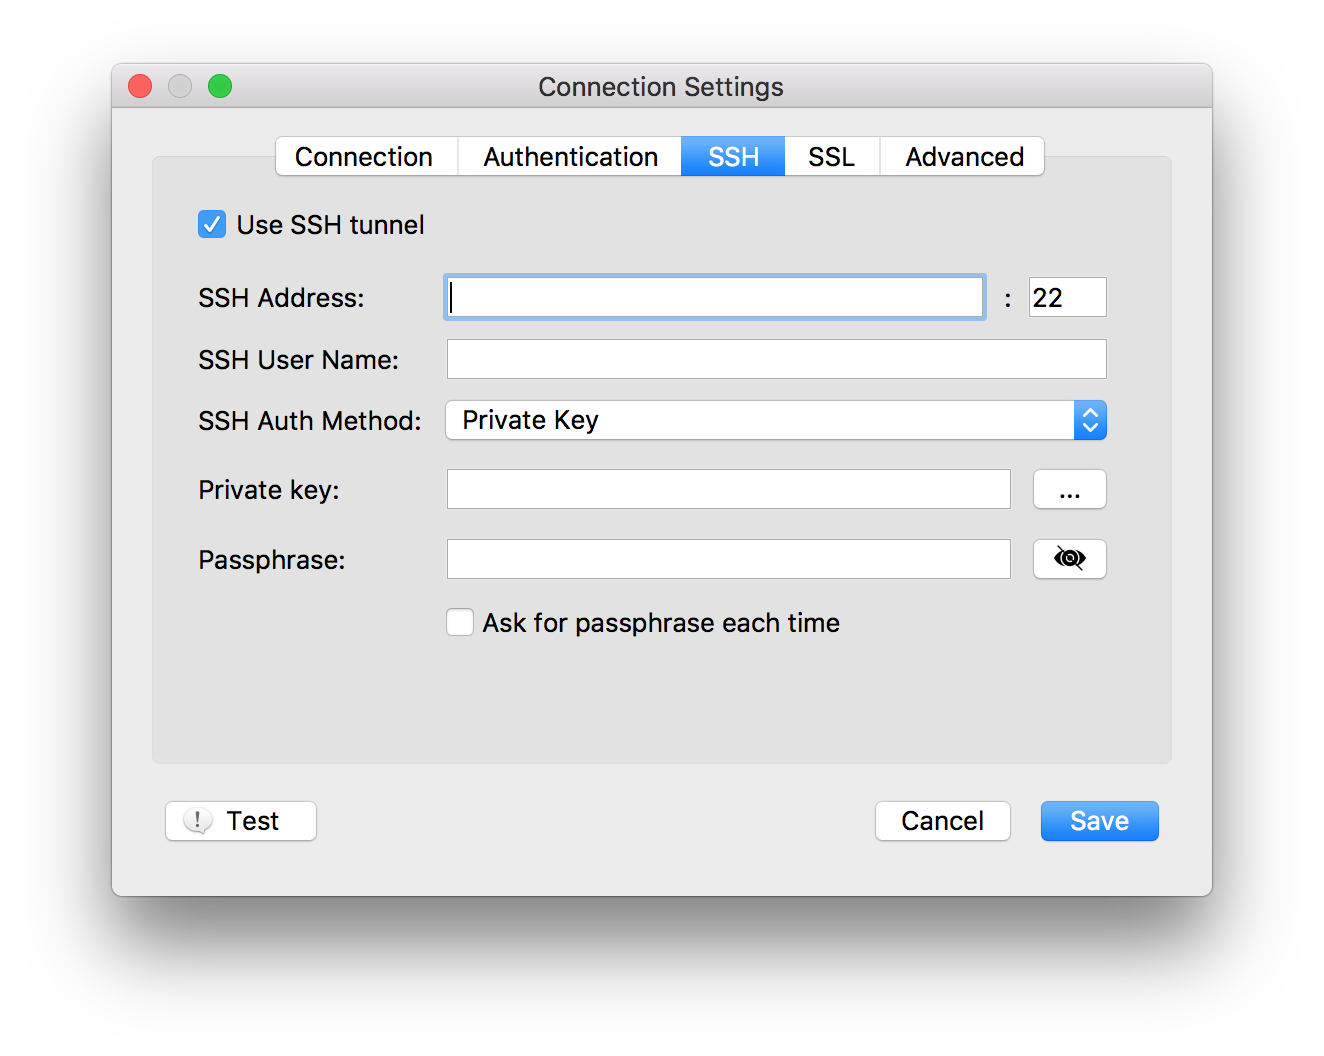 Connection Settings
Connection Authentication SSH SSL Advanced
Use SSH tunnel
SSH Address: : 22
SSH User Name:
SSH Auth Method: Private Key
Private key: ...
Passphrase:
Ask for passphrase each time
! Test Cancel Save